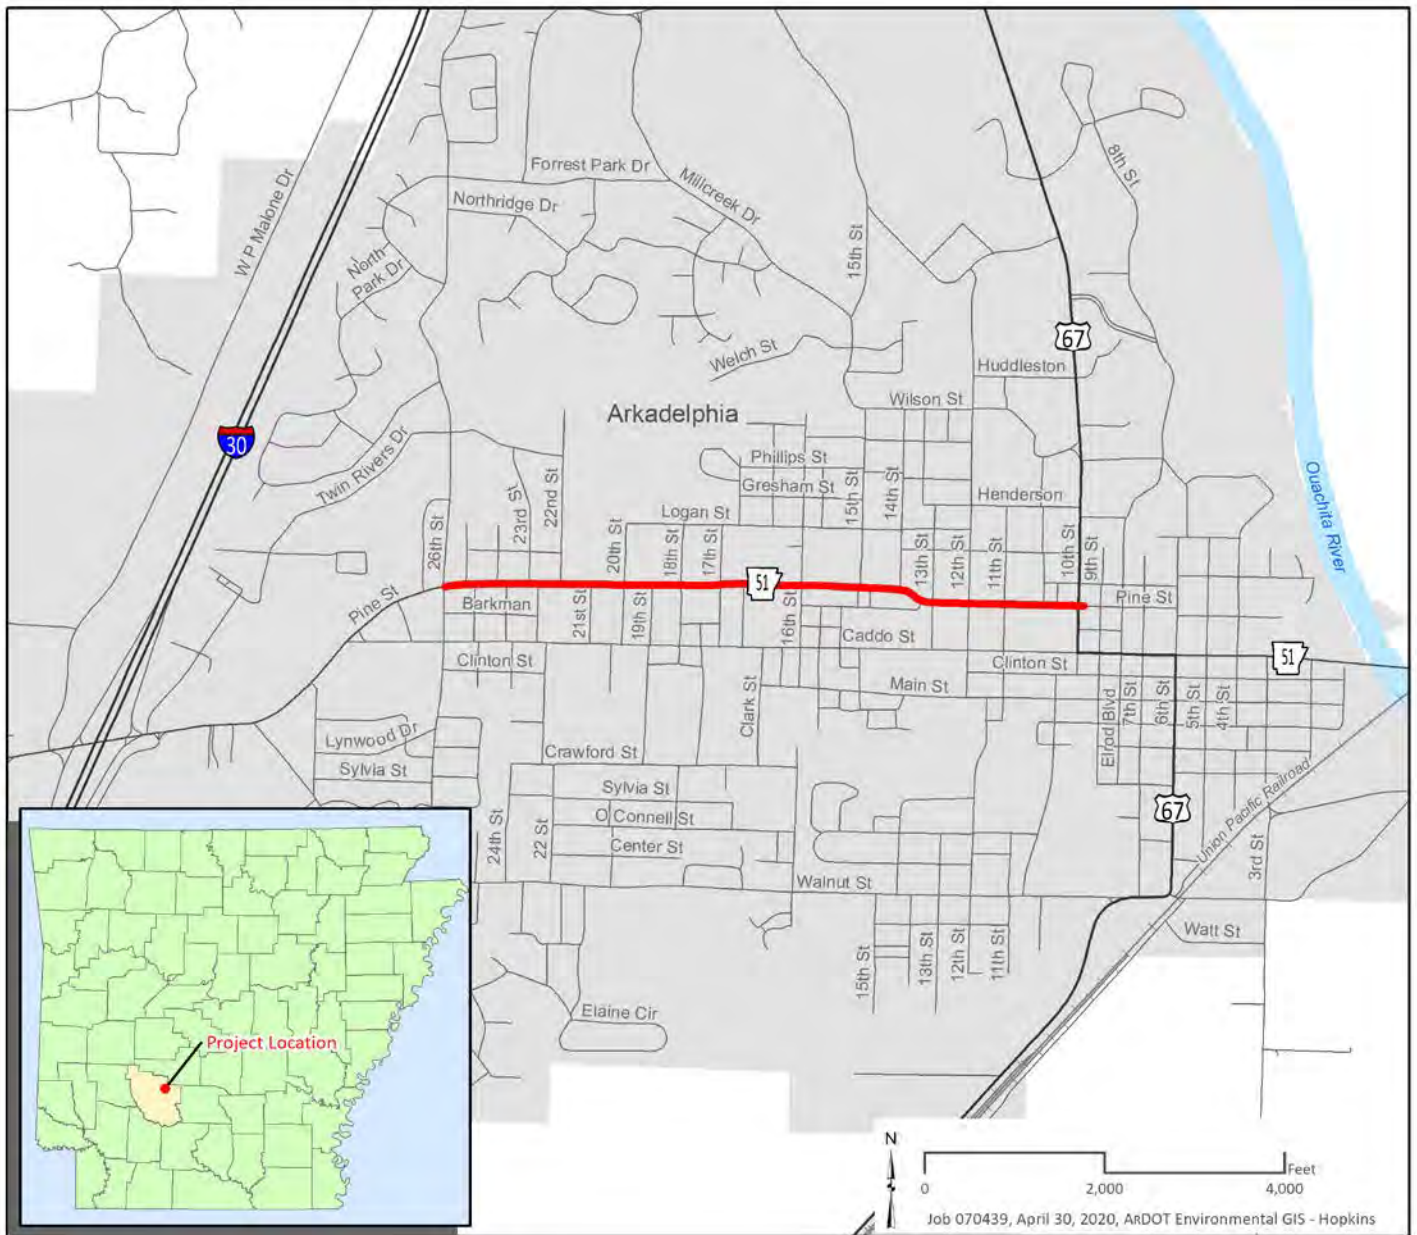 Forrest Park Dr
Northridge Dr
Millcreek Dr
8th St
W P Malone Dr
North
Park Dr
15th St
67
Welch St
Huddleston
Wilson St
Arkadelphia
30
Twin Rivers Dr
Phillips St
Gresham St
Henderson
Logan St
Ouachita River
26th St
23rd St
22nd St
20th St
18th St
17th St
15th St
14th St
13th St
12th St
11th St
10th St
9th St
51
Pine St
Pine St
Barkman
21st St
19th St
16th St
Caddo St
51
Clinton St
Clinton St
Main St
Clark St
Elrod Blvd
7th St
6th St
5th St
4th St
Lynwood Dr
Crawford St
Sylvia St
Sylvia St
O Connell St
Center St
24th St
22 St
67
Union Pacific Railroad
3rd St
Walnut St
Watt St
15th St
13th St
12th St
11th St
Elaine Cir
Project Location
N
Feet
0 2,000 4,000
Job 070439, April 30, 2020, ARDOT Environmental GIS - Hopkins